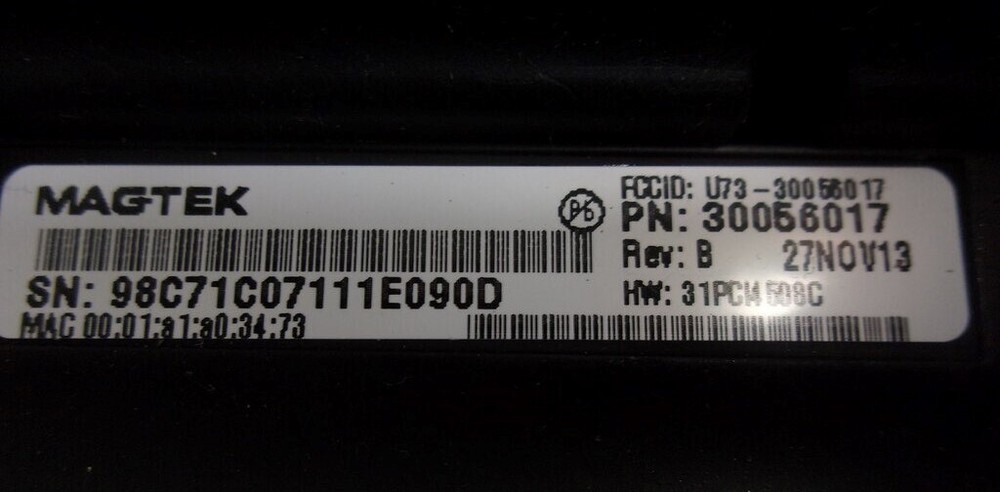 MAGTEK
Pb
FCCID: U73-30056017
PN: 30056017
Rev: B 27NOV13
SN: 98C71C07111E090D
HW: 31PCI4508C
MAC 00:01:a1:a0:34:73